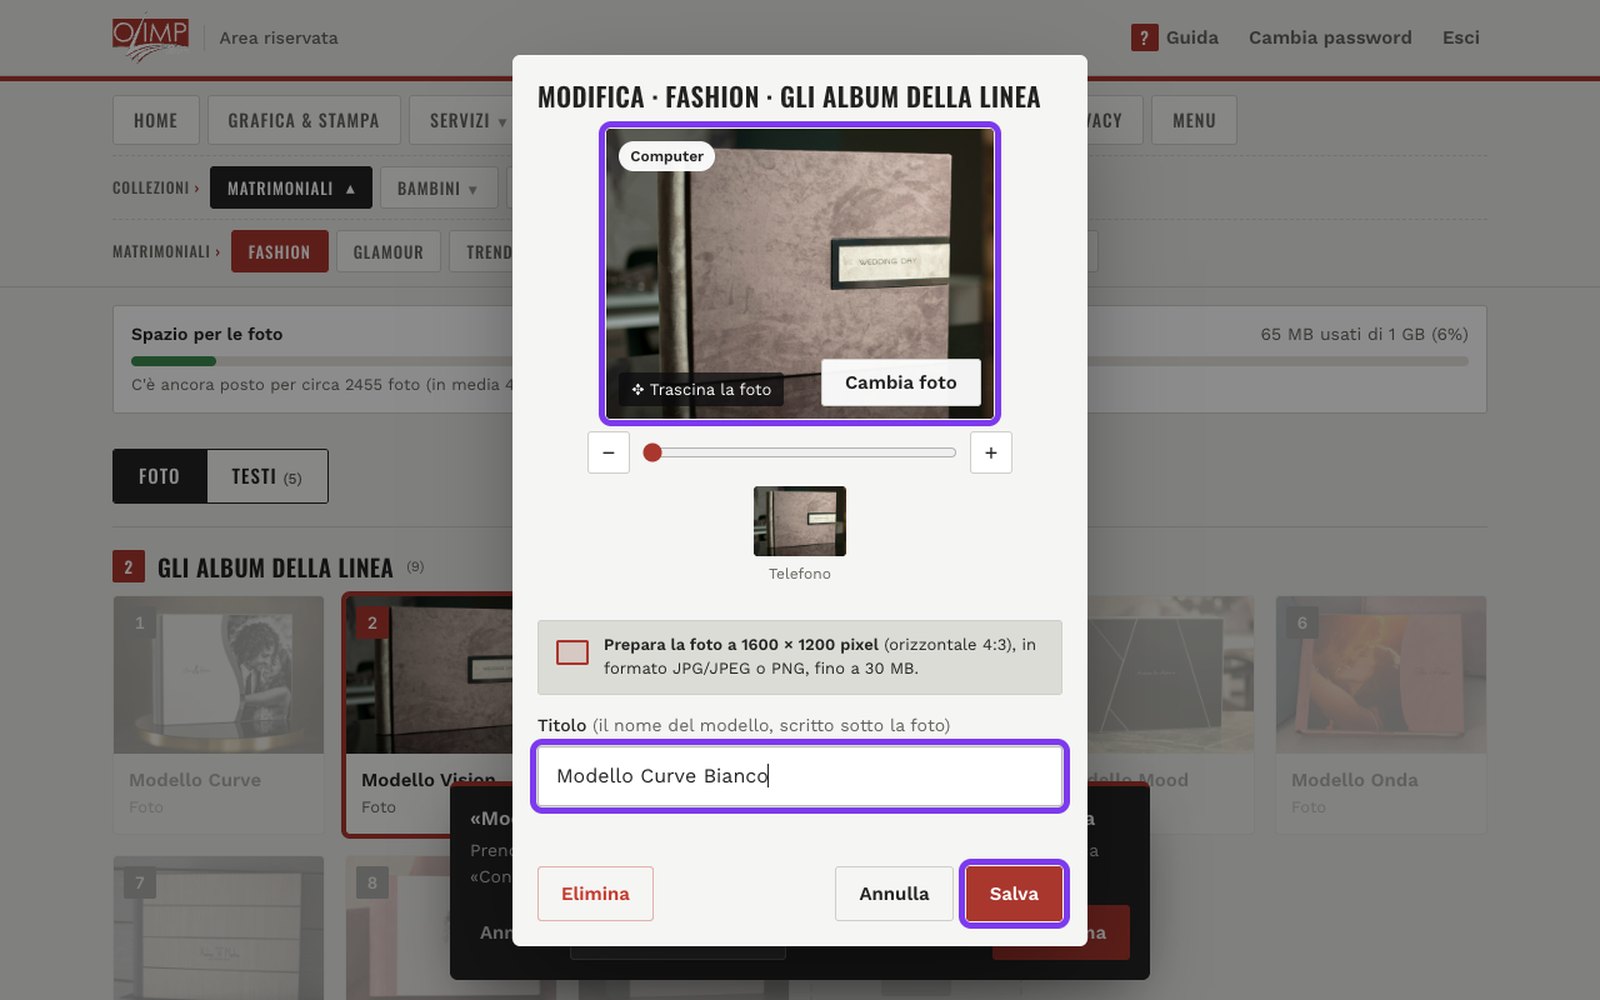 OLIMP
Area riservata
? Guida
Cambia password
Esci
HOME
GRAFICA & STAMPA
SERVIZI ▾
MENU
COLLEZIONI ›
MATRIMONIALI ▲
BAMBINI ▾
MATRIMONIALI ›
FASHION
GLAMOUR
TREND
Spazio per le foto
65 MB usati di 1 GB (6%)
C'è ancora posto per circa 2455 foto (in media 4
FOTO
TESTI (5)
2 GLI ALBUM DELLA LINEA (9)
1
2
6
Modello Curve
Foto
Modello Vision
Foto
Mood
Modello Onda
Foto
7
8
MODIFICA · FASHION · GLI ALBUM DELLA LINEA
Computer
WEDDING DAY
✥ Trascina la foto
Cambia foto
−
+
Telefono
Prepara la foto a 1600 × 1200 pixel (orizzontale 4:3), in
formato JPG/JPEG o PNG, fino a 30 MB.
Titolo (il nome del modello, scritto sotto la foto)
Modello Curve Bianco
Elimina
Annulla
Salva